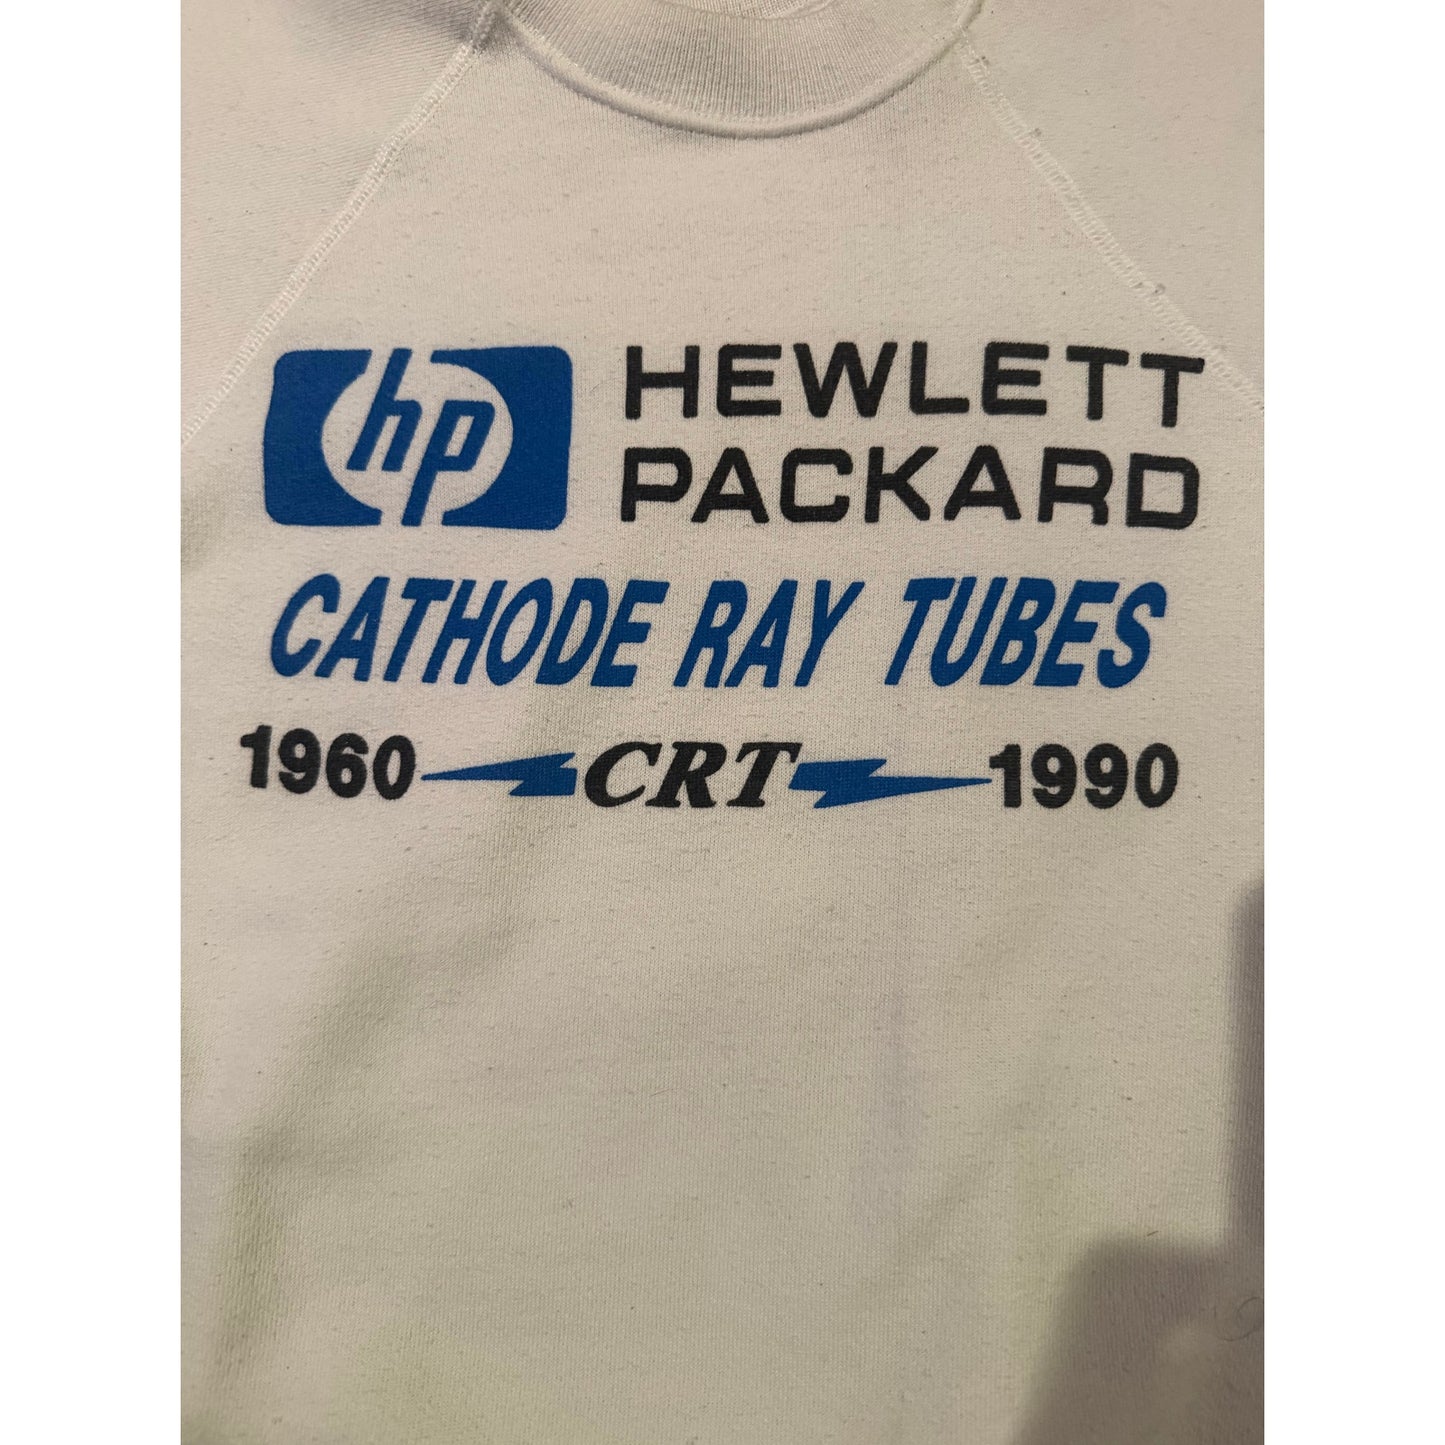 hp HEWLETT
PACKARD
CATHODE RAY TUBES
1960 CRT 1990